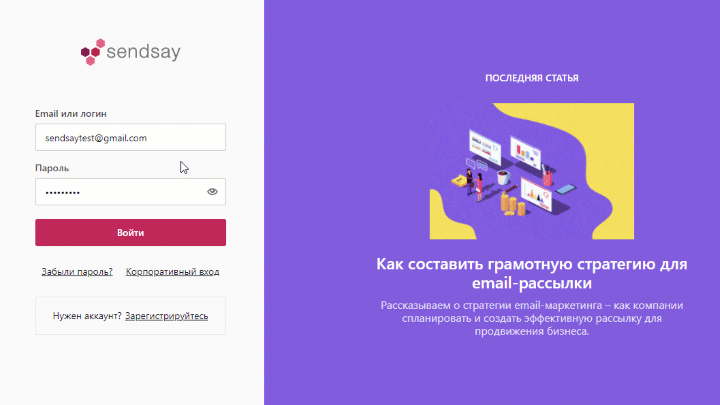 sendsay
Email или логин
sendsaytest@gmail.com
Пароль
•••••••••
Войти
Забыли пароль? Корпоративный вход
Нужен аккаунт? Зарегистрируйтесь
ПОСЛЕДНЯЯ СТАТЬЯ
Как составить грамотную стратегию для
email-рассылки
Рассказываем о стратегии email-маркетинга – как компании
спланировать и создать эффективную рассылку для
продвижения бизнеса.